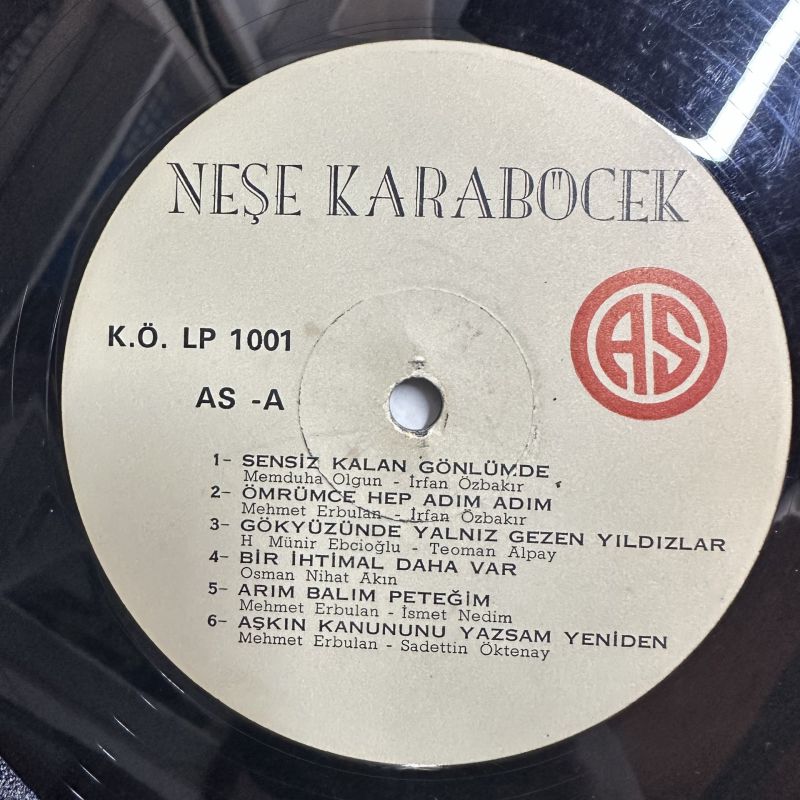 NEŞE KARABÖCEK
AS
K.Ö. LP 1001
AS -A
1- SENSİZ KALAN GÖNLÜMDE
Memduha Olgun - İrfan Özbakır
2- ÖMRÜMCE HEP ADIM ADIM
Mehmet Erbulan - İrfan Özbakır
3- GÖKYÜZÜNDE YALNIZ GEZEN YILDIZLAR
H Münir Ebcioğlu - Teoman Alpay
4- BİR İHTİMAL DAHA VAR
Osman Nihat Akın
5- ARIM BALIM PETEĞİM
Mehmet Erbulan - İsmet Nedim
6- AŞKIN KANUNUNU YAZSAM YENİDEN
Mehmet Erbulan - Sadettin Öktenay